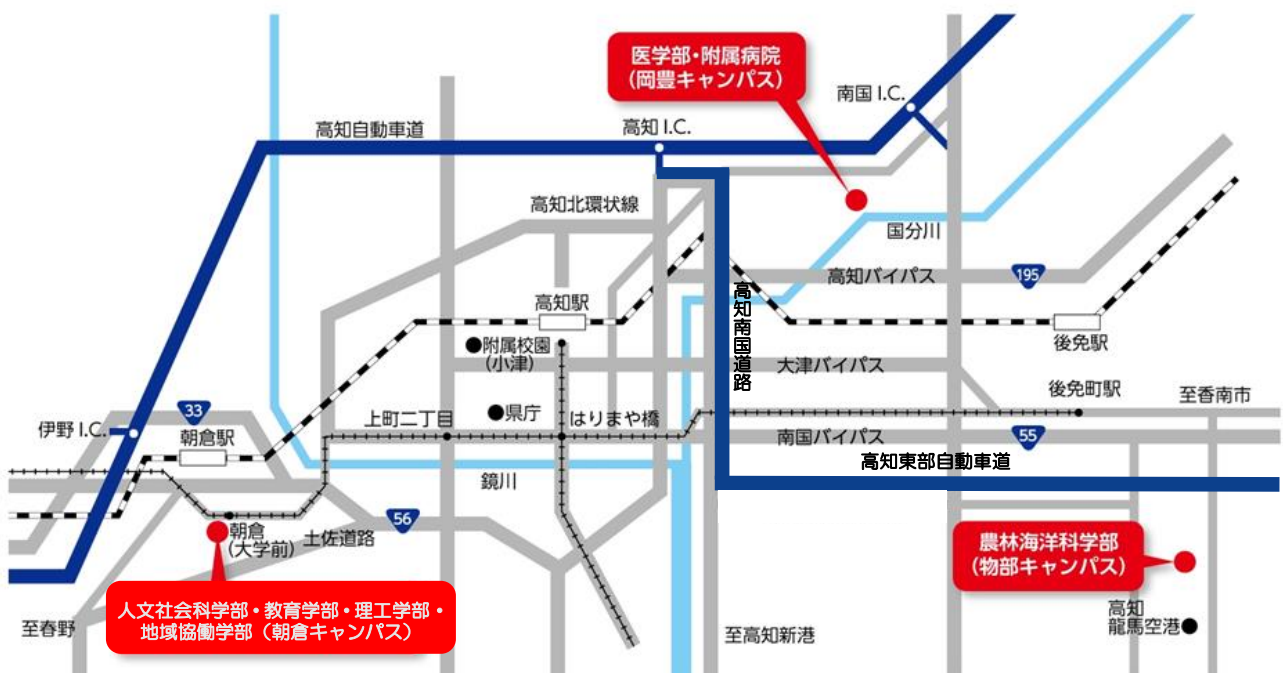 医学部・附属病院
(岡豊キャンパス)
南国 I.C.
高知自動車道
高知 I.C.
高知北環状線
国分川
高知バイパス
195
高知南国道路
高知駅
後免駅
●附属校園
(小津)
大津バイパス
後免町駅
至香南市
33
上町二丁目
●県庁
はりまや橋
伊野 I.C.
朝倉駅
南国バイパス
55
高知東部自動車道
鏡川
56
朝倉
(大学前)
土佐道路
農林海洋科学部
(物部キャンパス)
人文社会科学部・教育学部・理工学部・
地域協働学部(朝倉キャンパス)
至春野
至高知新港
高知
龍馬空港●